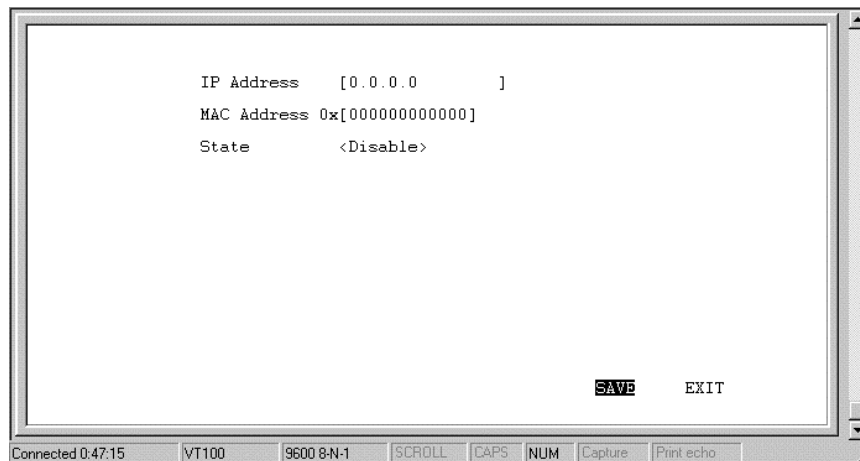 IP Address [0.0.0.0 ]
MAC Address 0x[000000000000]
State <Disable>
SAVE EXIT
Connected 0:47:15 VT100 9600 8-N-1 SCROLL CAPS NUM Capture Print echo